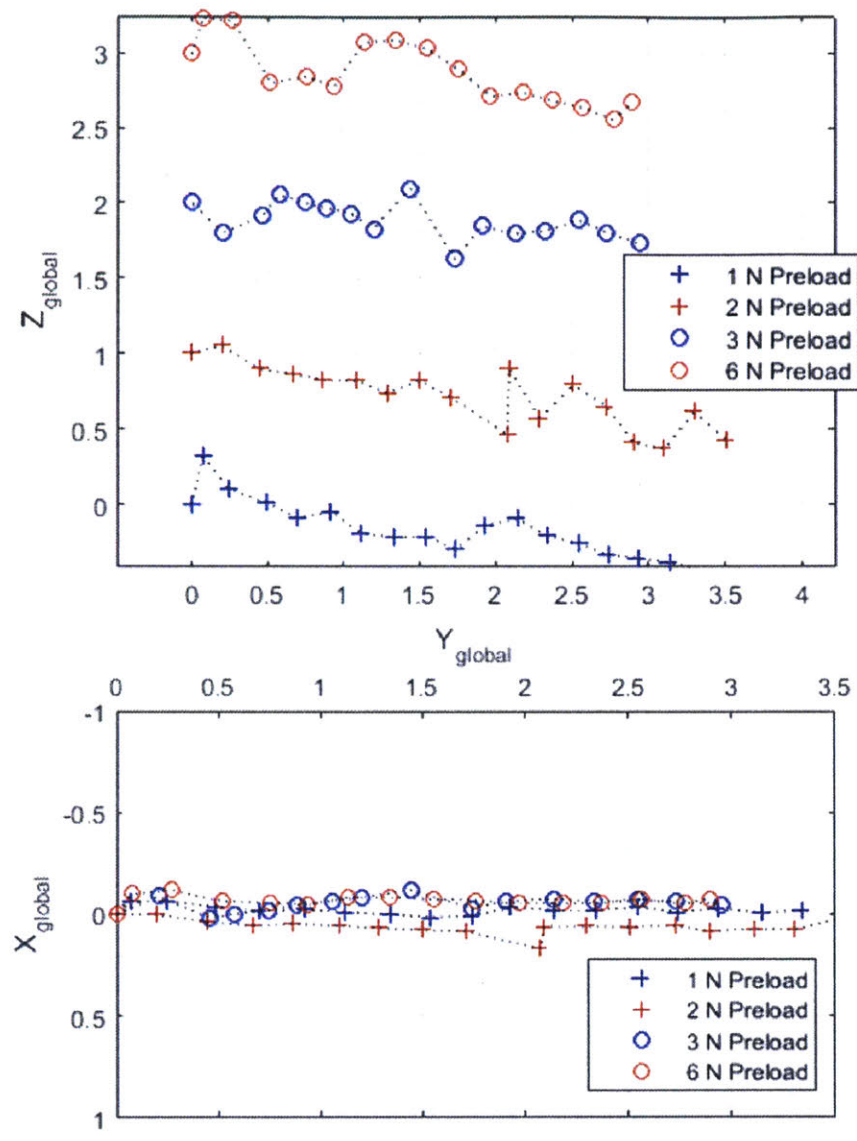 3
2.5
2
1.5
1
0.5
0
Z_global
1 N Preload
2 N Preload
3 N Preload
6 N Preload
0 0.5 1 1.5 2 2.5 3 3.5 4
Y_global
0 0.5 1 1.5 2 2.5 3 3.5
-1
-0.5
0
0.5
1
X_global
1 N Preload
2 N Preload
3 N Preload
6 N Preload